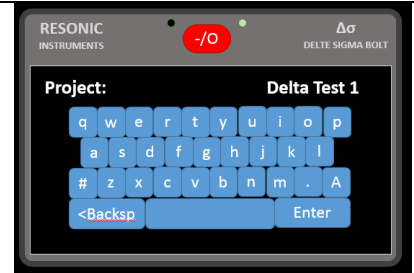 RESONIC
INSTRUMENTS
-/O
Δσ
DELTE SIGMA BOLT
Project: Delta Test 1
q w e r t y u i o p
a s d f g h j k l
# z x c v b n m . A
<Backsp Enter